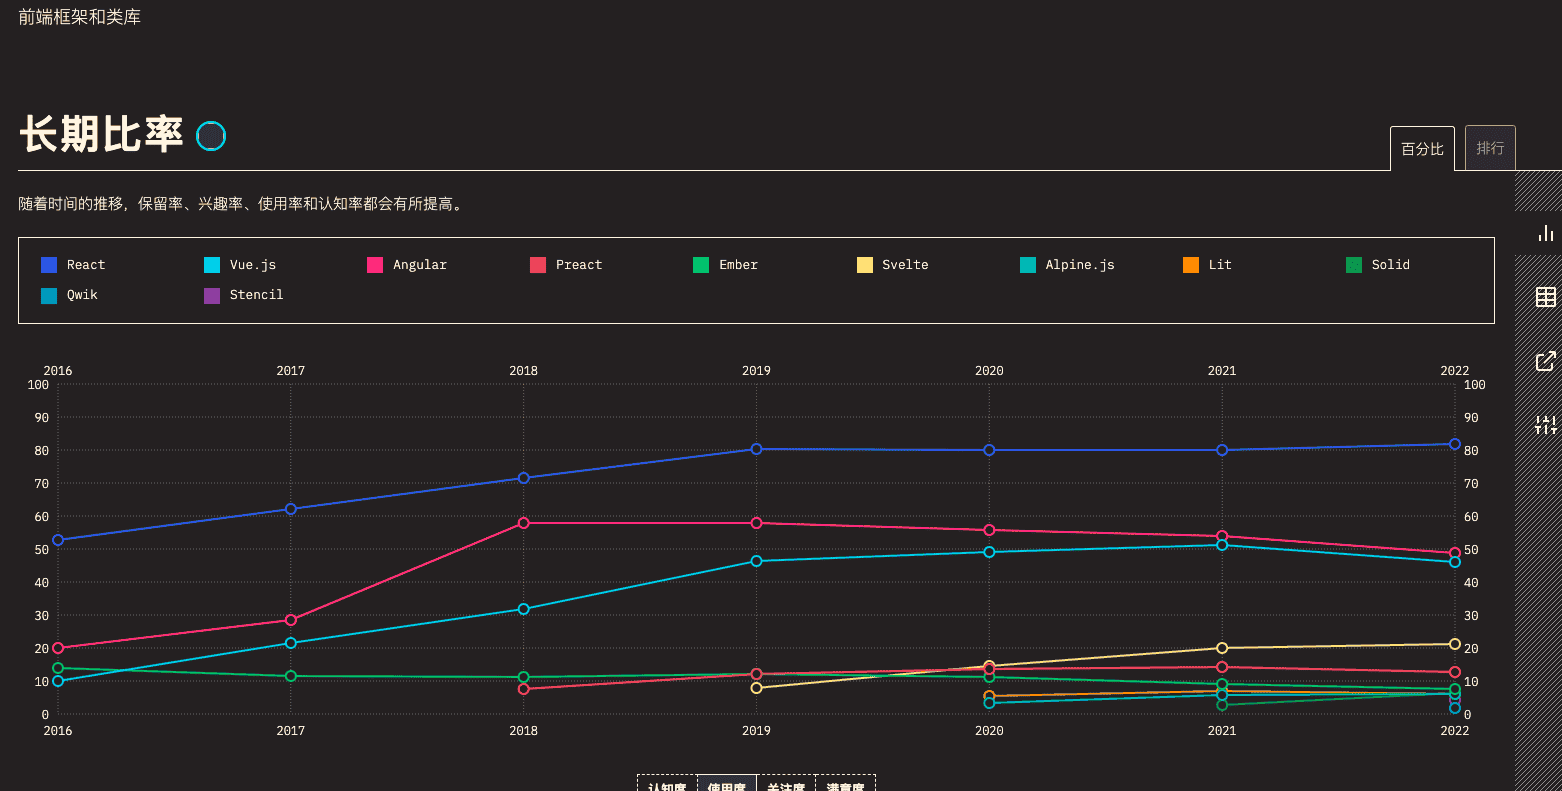 前端框架和类库
长期比率
百分比 排行
随着时间的推移，保留率、兴趣率、使用率和认知率都会有所提高。
React Vue.js Angular Preact Ember Svelte Alpine.js Lit Solid
Qwik Stencil
2016 2017 2018 2019 2020 2021 2022
100 100
90 90
80 80
70 70
60 60
50 50
40 40
30 30
20 20
10 10
0 0
2016 2017 2018 2019 2020 2021 2022
认知度 使用度 关注度 满意度